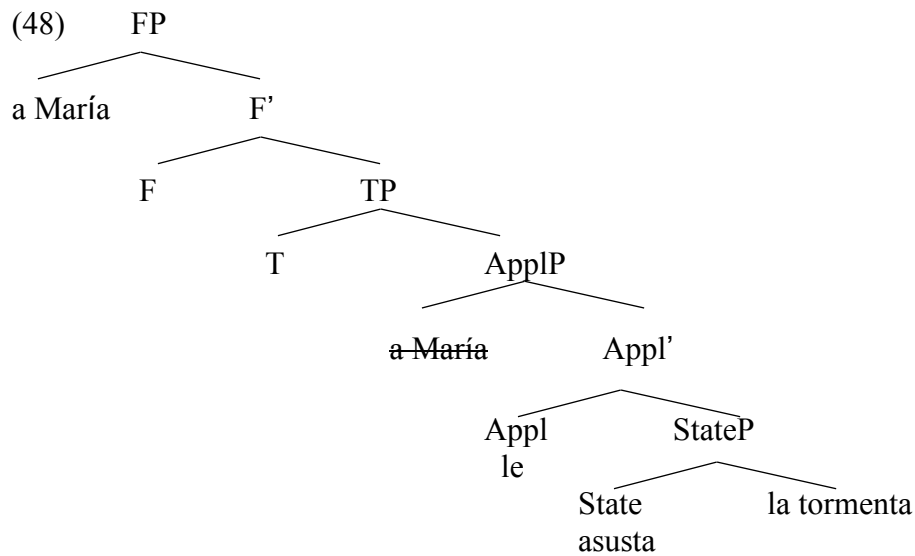 (48) FP
a María F’
F TP
T ApplP
a María Appl’
Appl StateP
le
State la tormenta
asusta